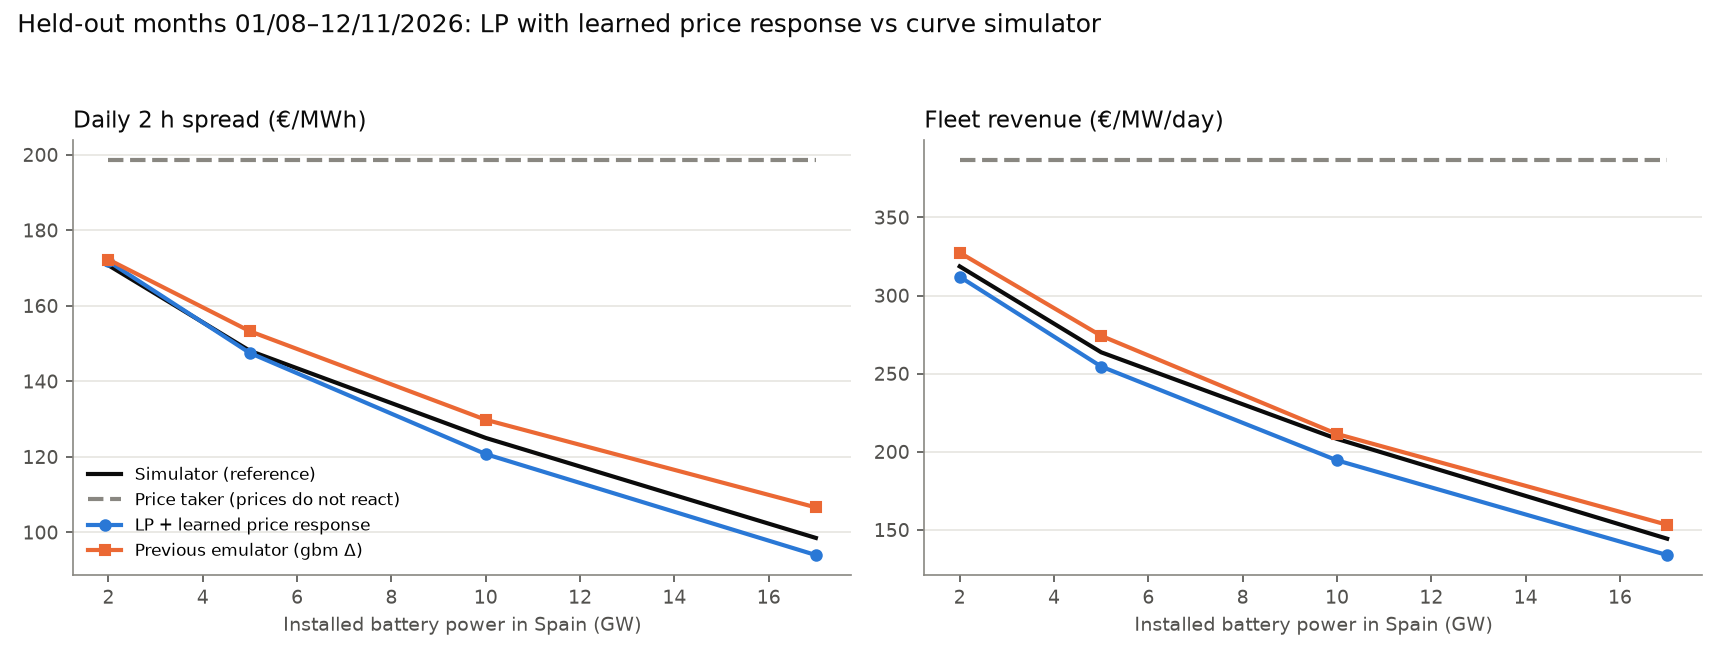 Held-out months 01/08–12/11/2026: LP with learned price response vs curve simulator
Daily 2 h spread (€/MWh)
200
180
160
140
120
100
Simulator (reference)
Price taker (prices do not react)
LP + learned price response
Previous emulator (gbm Δ)
2 4 6 8 10 12 14 16
Installed battery power in Spain (GW)
Fleet revenue (€/MW/day)
350
300
250
200
150
2 4 6 8 10 12 14 16
Installed battery power in Spain (GW)